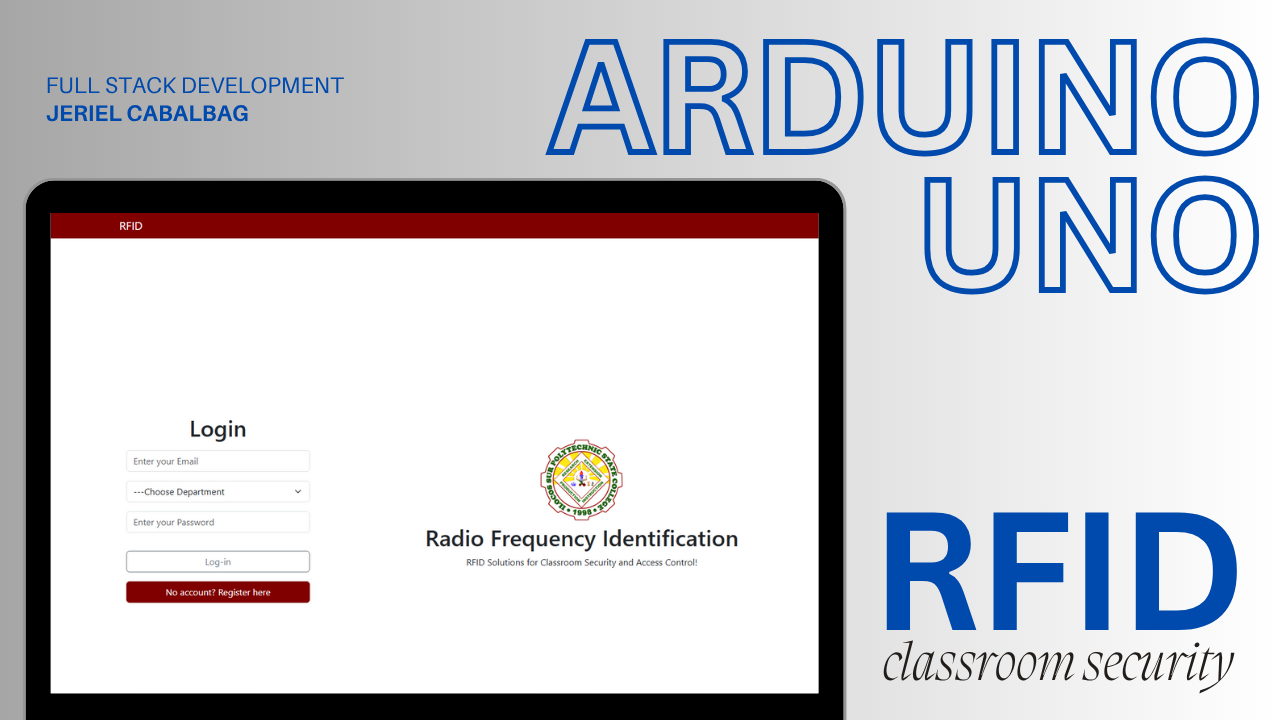 FULL STACK DEVELOPMENT
JERIEL CABALBAG
ARDUINO
UNO
RFID
Login
Enter your Email
---Choose Department
Enter your Password
Log-in
No account? Register here
ILOCOS SUR POLYTECHNIC STATE COLLEGE
1998
Radio Frequency Identification
RFID Solutions for Classroom Security and Access Control!
RFID
classroom security